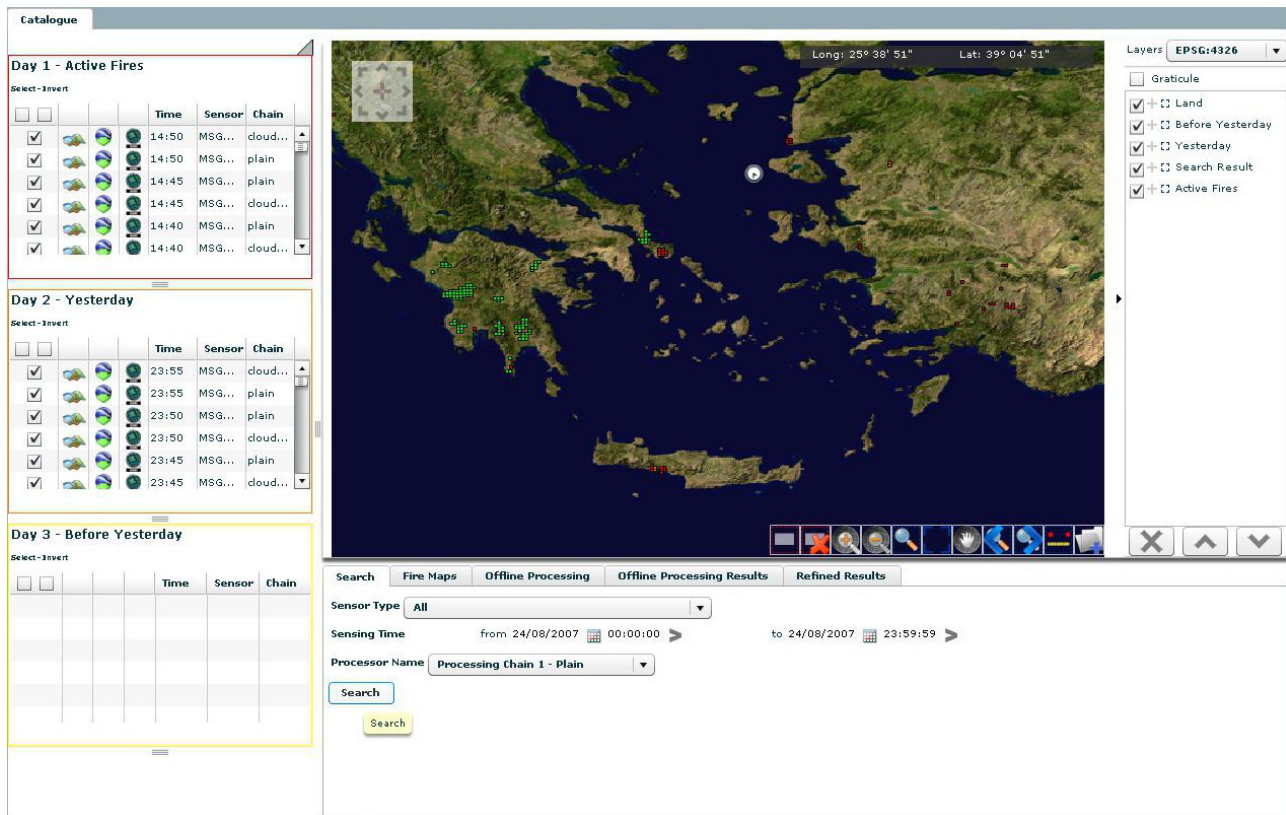 Catalogue
Day 1 - Active Fires
Select-Invert
Time Sensor Chain
14:50 MSG... cloud...
14:50 MSG... plain
14:45 MSG... plain
14:45 MSG... cloud...
14:40 MSG... plain
14:40 MSG... cloud...
Day 2 - Yesterday
Select-Invert
Time Sensor Chain
23:55 MSG... cloud...
23:55 MSG... plain
23:50 MSG... plain
23:50 MSG... cloud...
23:45 MSG... plain
23:45 MSG... cloud...
Day 3 - Before Yesterday
Select-Invert
Time Sensor Chain
Long: 25° 38' 51" Lat: 39° 04' 51"
Layers EPSG:4326
Graticule
Land
Before Yesterday
Yesterday
Search Result
Active Fires
Search Fire Maps Offline Processing Offline Processing Results Refined Results
Sensor Type All
Sensing Time from 24/08/2007 00:00:00 to 24/08/2007 23:59:59
Processor Name Processing Chain 1 - Plain
Search
Search